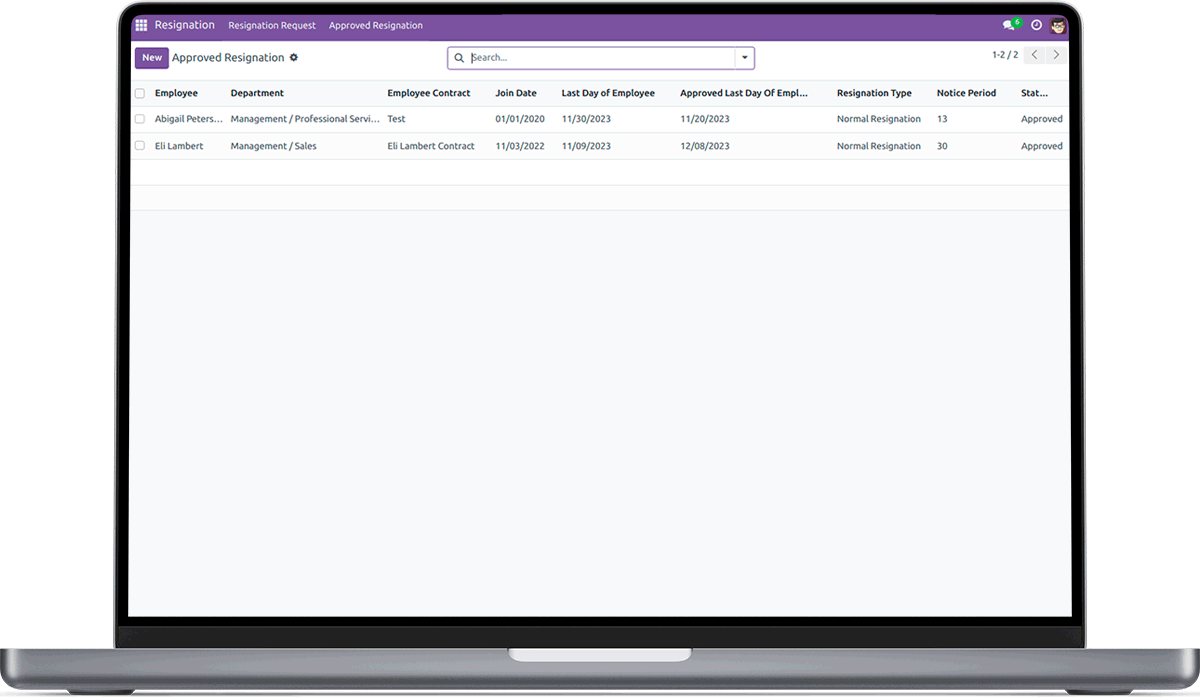 Resignation Resignation Request Approved Resignation 6
New Approved Resignation Search... 1-2 / 2
Employee Department Employee Contract Join Date Last Day of Employee Approved Last Day Of Empl... Resignation Type Notice Period Stat...
Abigail Peters... Management / Professional Servi... Test 01/01/2020 11/30/2023 11/20/2023 Normal Resignation 13 Approved
Eli Lambert Management / Sales Eli Lambert Contract 11/03/2022 11/09/2023 12/08/2023 Normal Resignation 30 Approved